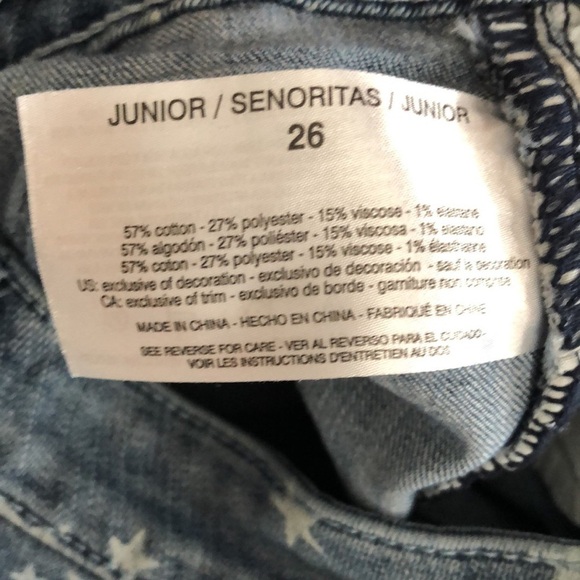 JUNIOR / SENORITAS / JUNIOR
26
57% cotton - 27% polyester - 15% viscose - 1% elastane
57% algodón - 27% poliéster - 15% viscosa - 1% elastano
57% coton - 27% polyester - 15% viscose - 1% élasthanne
US: exclusive of decoration - exclusivo de decoración - sauf la decoration
CA: exclusive of trim - exclusivo de borde - garniture non comprise
MADE IN CHINA - HECHO EN CHINA - FABRIQUÉ EN CHINE
SEE REVERSE FOR CARE - VER AL REVERSO PARA EL CUIDADO-
VOIR LES INSTRUCTIONS D'ENTRETIEN AU DOS